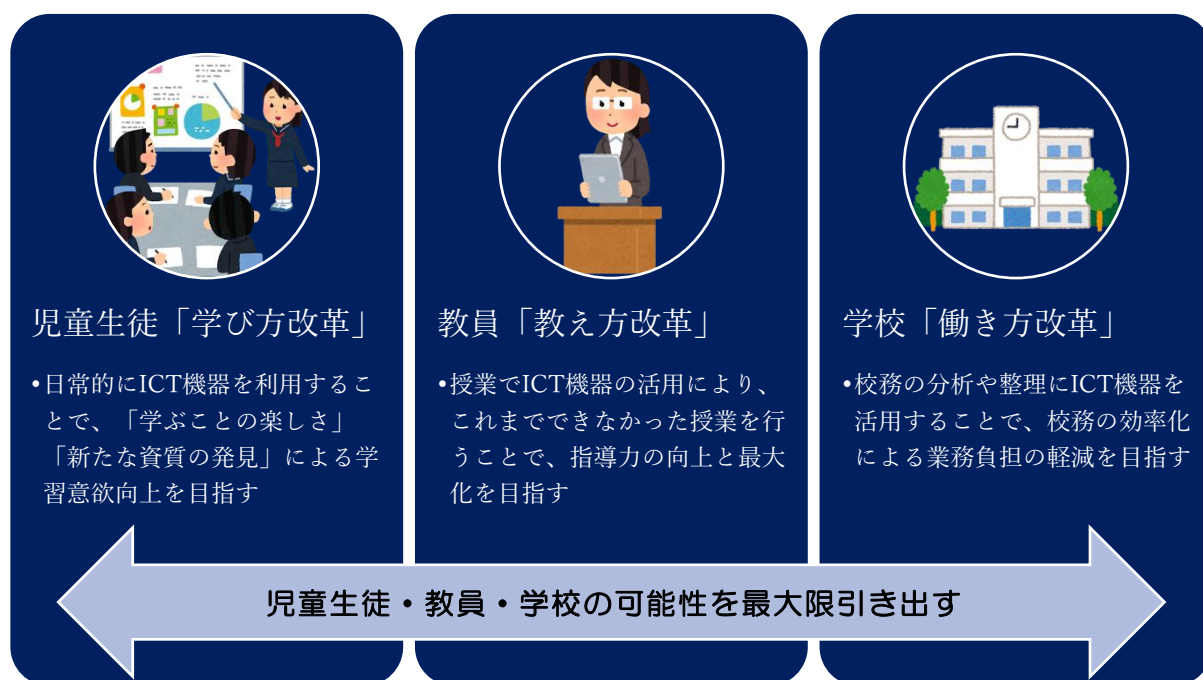 児童生徒「学び方改革」
•日常的にICT機器を利用するこ
とで、「学ぶことの楽しさ」
「新たな資質の発見」による学
習意欲向上を目指す
教員「教え方改革」
•授業でICT機器の活用により、
これまでできなかった授業を行
うことで、指導力の向上と最大
化を目指す
学校「働き方改革」
•校務の分析や整理にICT機器を
活用することで、校務の効率化
による業務負担の軽減を目指す
児童生徒・教員・学校の可能性を最大限引き出す